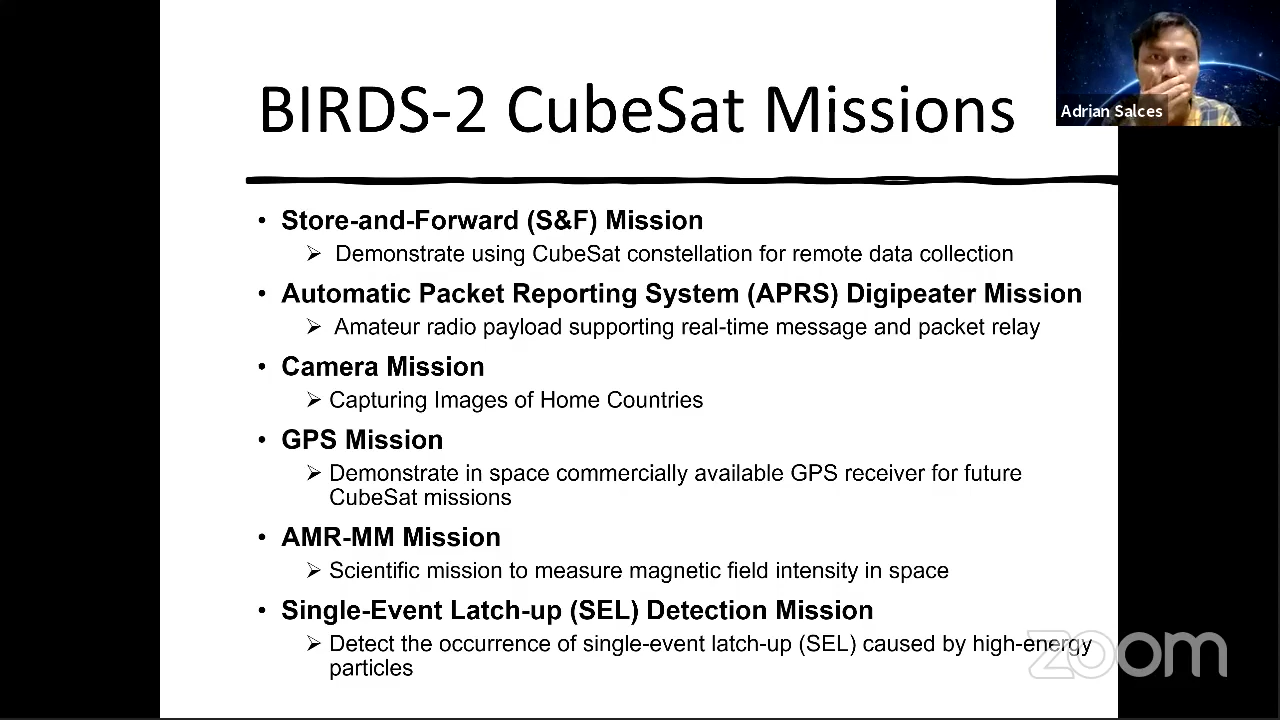 BIRDS-2 CubeSat Missions
Adrian Salces
• Store-and-Forward (S&F) Mission
➢ Demonstrate using CubeSat constellation for remote data collection
• Automatic Packet Reporting System (APRS) Digipeater Mission
➢ Amateur radio payload supporting real-time message and packet relay
• Camera Mission
➢ Capturing Images of Home Countries
• GPS Mission
➢ Demonstrate in space commercially available GPS receiver for future
CubeSat missions
• AMR-MM Mission
➢ Scientific mission to measure magnetic field intensity in space
• Single-Event Latch-up (SEL) Detection Mission
➢ Detect the occurrence of single-event latch-up (SEL) caused by high-energy
particles
zoom